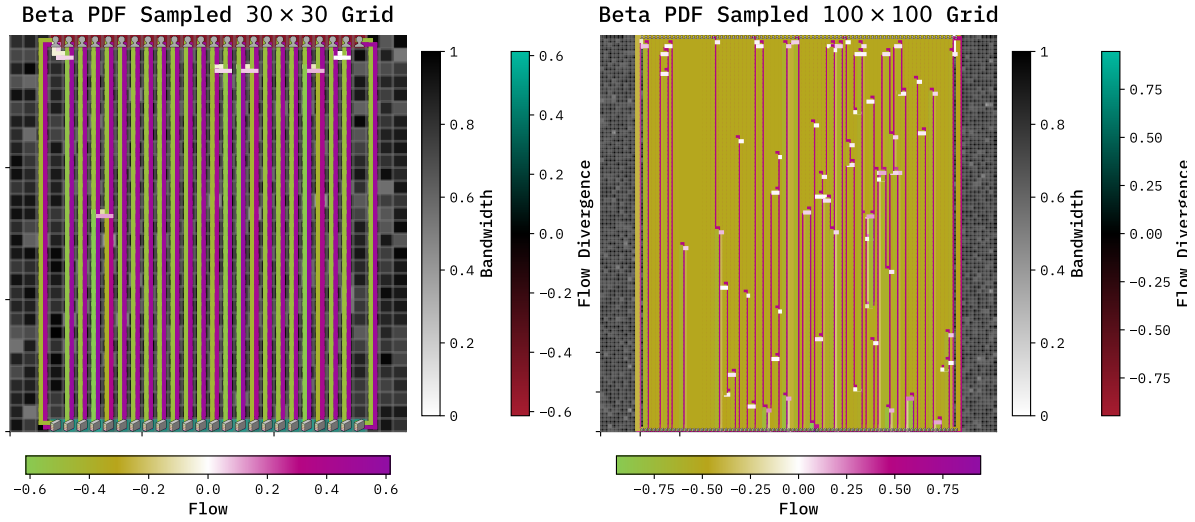 Beta PDF Sampled 30 × 30 Grid
1
0.8
0.6
0.4
0.2
0
Bandwidth
0.6
0.4
0.2
0.0
−0.2
−0.4
−0.6
Flow Divergence
−0.6 −0.4 −0.2 0.0 0.2 0.4 0.6
Flow
Beta PDF Sampled 100 × 100 Grid
1
0.8
0.6
0.4
0.2
0
Bandwidth
0.75
0.50
0.25
0.00
−0.25
−0.50
−0.75
Flow Divergence
−0.75 −0.50 −0.25 0.00 0.25 0.50 0.75
Flow